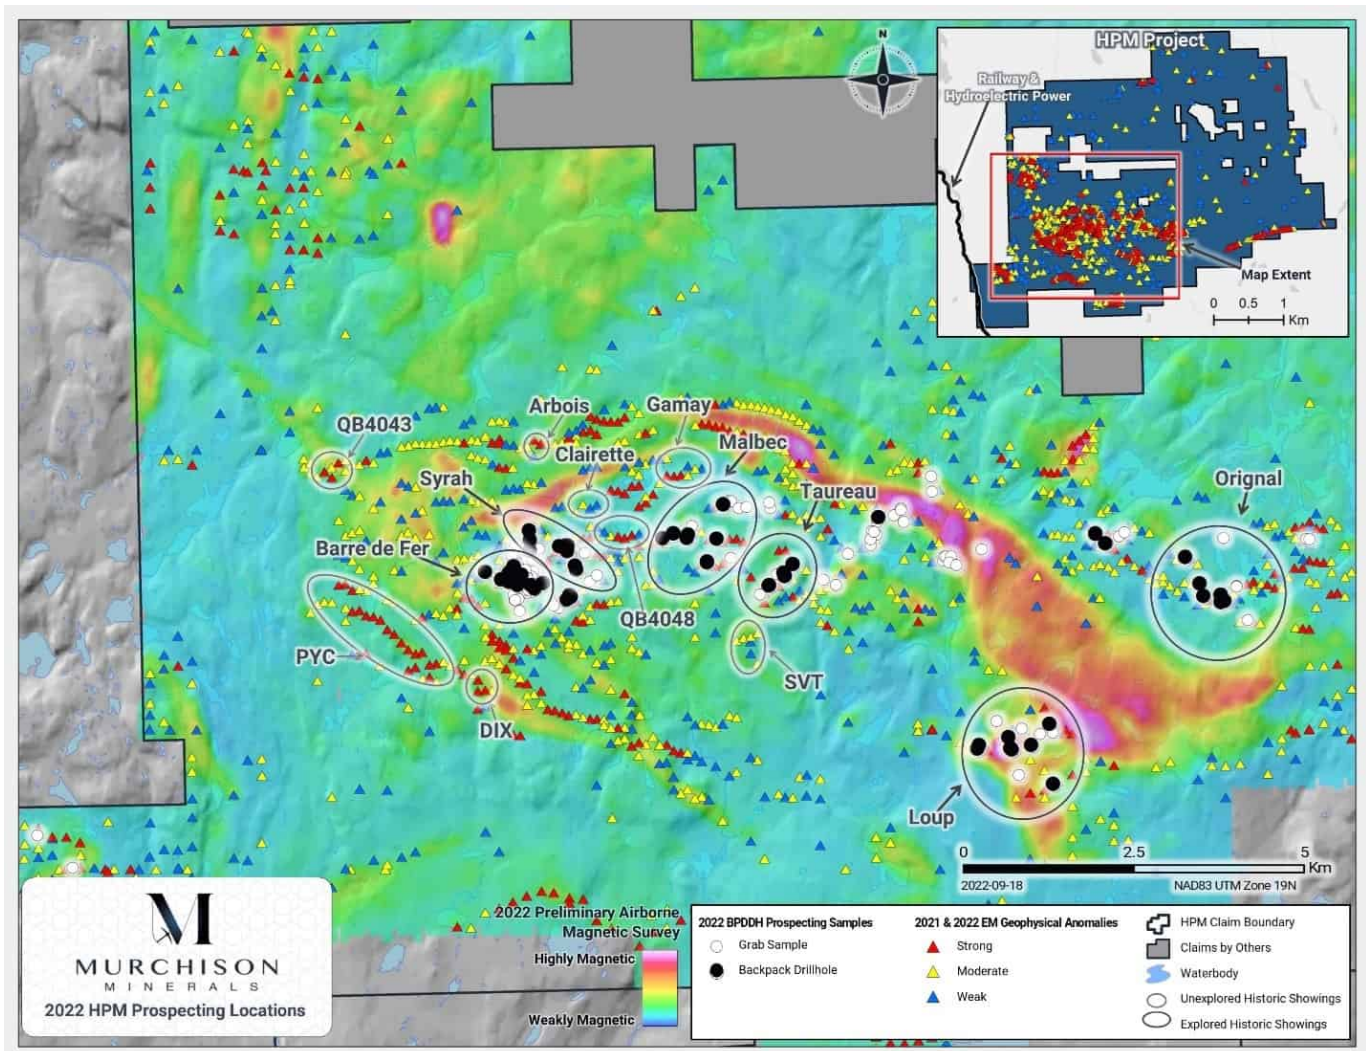 N
HPM Project
Railway &
Hydroelectric Power
Map Extent
0 0.5 1
Km
QB4043
Arbois
Gamay
Clairette
Malbec
Syrah
Taureau
Orignal
Barre de Fer
QB4048
PYC
SVT
DIX
Loup
0 2.5 5
Km
2022-09-18 NAD83 UTM Zone 19N
M
MURCHISON
MINERALS
2022 HPM Prospecting Locations
2022 Preliminary Airborne
Magnetic Survey
Highly Magnetic
Weakly Magnetic
2022 BPDDH Prospecting Samples
Grab Sample
Backpack Drillhole
2021 & 2022 EM Geophysical Anomalies
Strong
Moderate
Weak
HPM Claim Boundary
Claims by Others
Waterbody
Unexplored Historic Showings
Explored Historic Showings